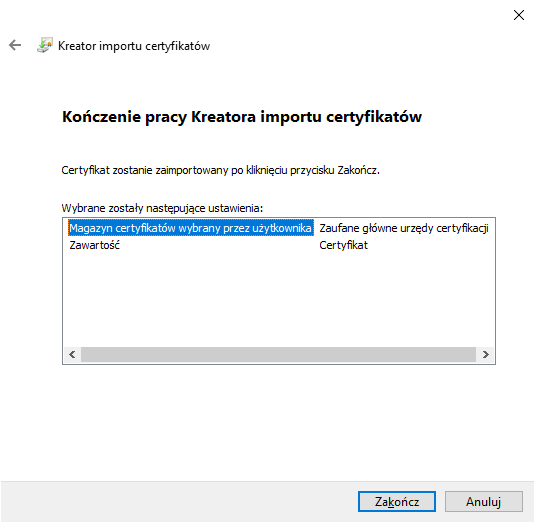 Kreator importu certyfikatów
Kończenie pracy Kreatora importu certyfikatów
Certyfikat zostanie zaimportowany po kliknięciu przycisku Zakończ.
Wybrane zostały następujące ustawienia:
Magazyn certyfikatów wybrany przez użytkownika Zaufane główne urzędy certyfikacji
Zawartość Certyfikat
Zakończ Anuluj